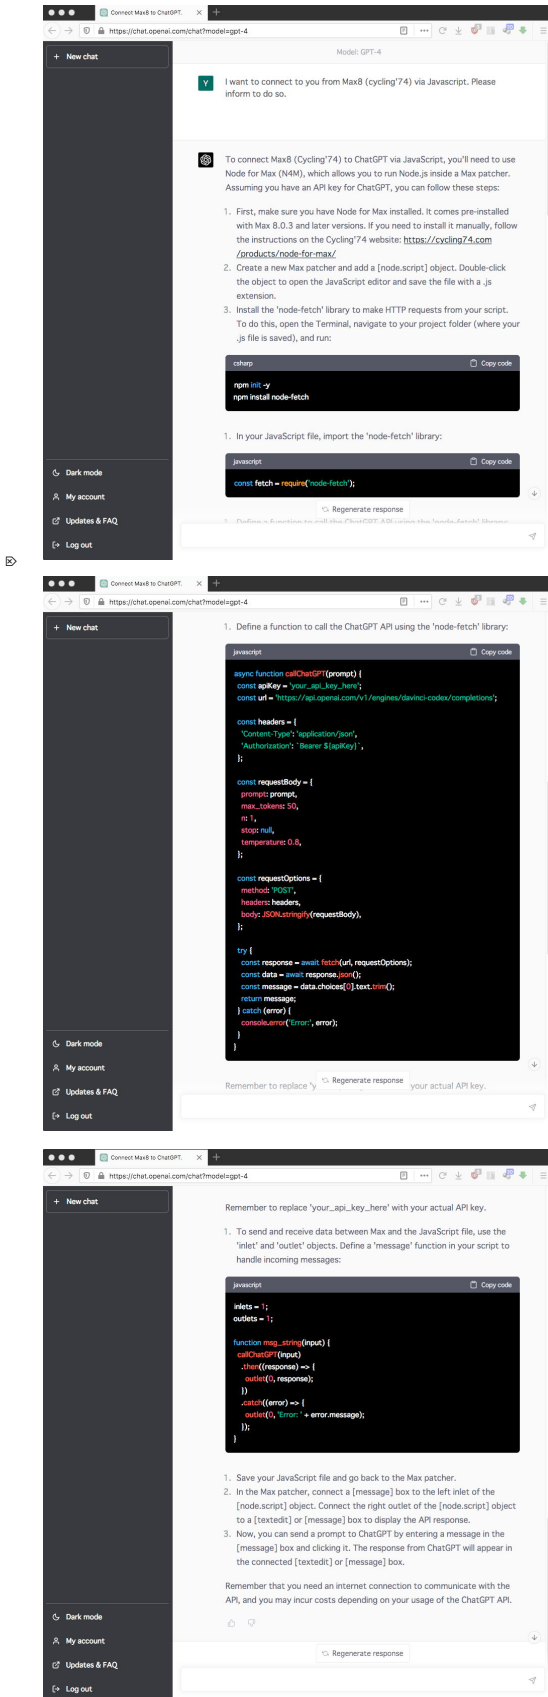 Connect Max8 to ChatGPT.
https://chat.openai.com/chat?model=gpt-4
New chat
Model: GPT-4
Y
I want to connect to you from Max8 (cycling'74) via Javascript. Please
inform to do so.
To connect Max8 (Cycling'74) to ChatGPT via JavaScript, you'll need to use
Node for Max (N4M), which allows you to run Node.js inside a Max patcher.
Assuming you have an API key for ChatGPT, you can follow these steps:
1. First, make sure you have Node for Max installed. It comes pre-installed
with Max 8.0.3 and later versions. If you need to install it manually, follow
the instructions on the Cycling'74 website: https://cycling74.com
/products/node-for-max/
2. Create a new Max patcher and add a [node.script] object. Double-click
the object to open the JavaScript editor and save the file with a .js
extension.
3. Install the 'node-fetch' library to make HTTP requests from your script.
To do this, open the Terminal, navigate to your project folder (where your
.js file is saved), and run:
csharp
Copy code
npm init -y
npm install node-fetch
1. In your JavaScript file, import the 'node-fetch' library:
javascript
Copy code
const fetch = require('node-fetch');
Regenerate response
1. Define a function to call the ChatGPT API using the 'node-fetch' library:
Dark mode
My account
Updates & FAQ
Log out
Connect Max8 to ChatGPT.
https://chat.openai.com/chat?model=gpt-4
New chat
1. Define a function to call the ChatGPT API using the 'node-fetch' library:
javascript
Copy code
async function callChatGPT(prompt) {
const apiKey = 'your_api_key_here';
const url = 'https://api.openai.com/v1/engines/davinci-codex/completions';
const headers = {
'Content-Type': 'application/json',
'Authorization': `Bearer ${apiKey}`,
};
const requestBody = {
prompt: prompt,
max_tokens: 50,
n: 1,
stop: null,
temperature: 0.8,
};
const requestOptions = {
method: 'POST',
headers: headers,
body: JSON.stringify(requestBody),
};
try {
const response = await fetch(url, requestOptions);
const data = await response.json();
const message = data.choices[0].text.trim();
return message;
} catch (error) {
console.error('Error:', error);
}
}
Regenerate response
Remember to replace 'y your actual API key.
Dark mode
My account
Updates & FAQ
Log out
Connect Max8 to ChatGPT.
https://chat.openai.com/chat?model=gpt-4
New chat
Remember to replace 'your_api_key_here' with your actual API key.
1. To send and receive data between Max and the JavaScript file, use the
'inlet' and 'outlet' objects. Define a 'message' function in your script to
handle incoming messages:
javascript
Copy code
inlets = 1;
outlets = 1;
function msg_string(input) {
callChatGPT(input)
.then((response) => {
outlet(0, response);
})
.catch((error) => {
outlet(0, 'Error: ' + error.message);
});
}
1. Save your JavaScript file and go back to the Max patcher.
2. In the Max patcher, connect a [message] box to the left inlet of the
[node.script] object. Connect the right outlet of the [node.script] object
to a [textedit] or [message] box to display the API response.
3. Now, you can send a prompt to ChatGPT by entering a message in the
[message] box and clicking it. The response from ChatGPT will appear in
the connected [textedit] or [message] box.
Remember that you need an internet connection to communicate with the
API, and you may incur costs depending on your usage of the ChatGPT API.
Regenerate response
Dark mode
My account
Updates & FAQ
Log out